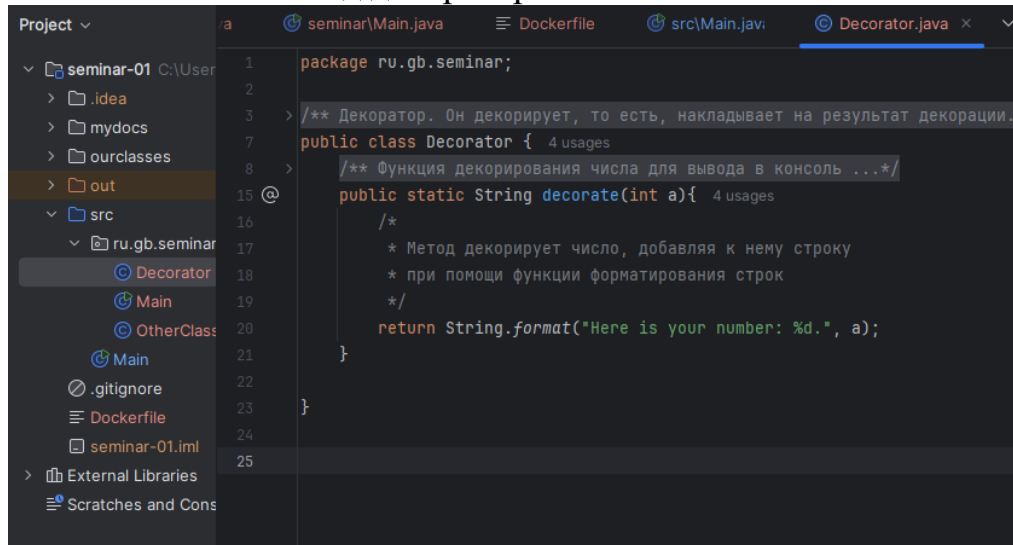 Project
a
seminar\Main.java
Dockerfile
src\Main.java
Decorator.java
seminar-01 C:\User
.idea
mydocs
ourclasses
out
src
ru.gb.seminar
Decorator
Main
OtherClass
Main
.gitignore
Dockerfile
seminar-01.iml
External Libraries
Scratches and Cons
1 package ru.gb.seminar;
2
3 /** Декоратор. Он декорирует, то есть, накладывает на результат декорации.
7 public class Decorator { 4 usages
8 /** Функция декорирования числа для вывода в консоль ...*/
15 @ public static String decorate(int a){ 4 usages
16 /*
17 * Метод декорирует число, добавляя к нему строку
18 * при помощи функции форматирования строк
19 */
20 return String.format("Here is your number: %d.", a);
21 }
22
23 }
24
25